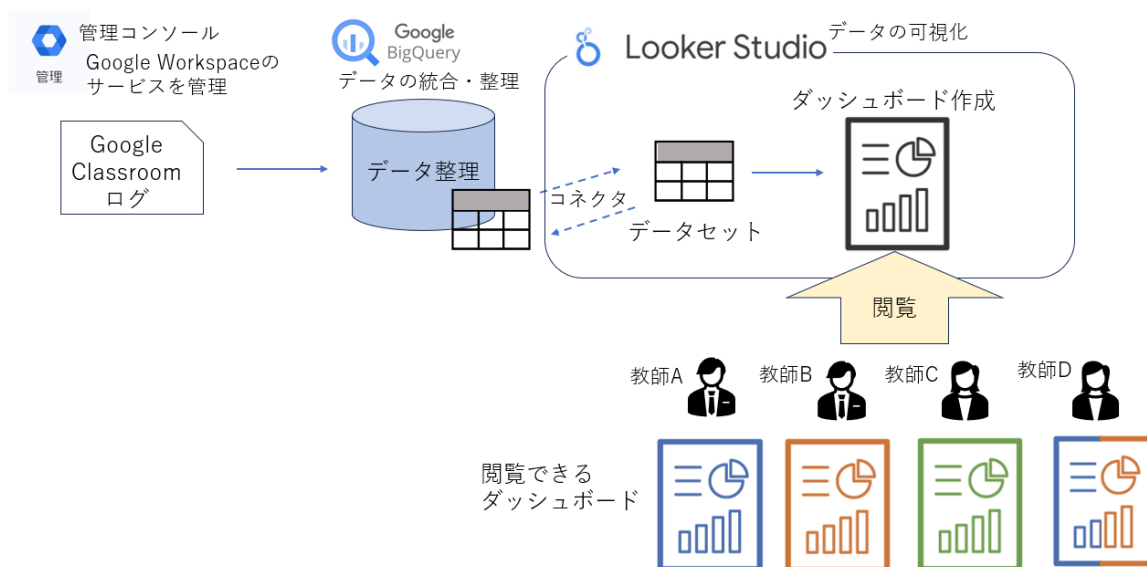 管理
管理コンソール
Google Workspaceの
サービスを管理
Google
Classroom
ログ
Google
BigQuery
データの統合・整理
データ整理
コネクタ
Looker Studio
データの可視化
データセット
ダッシュボード作成
閲覧
教師A
教師B
教師C
教師D
閲覧できる
ダッシュボード